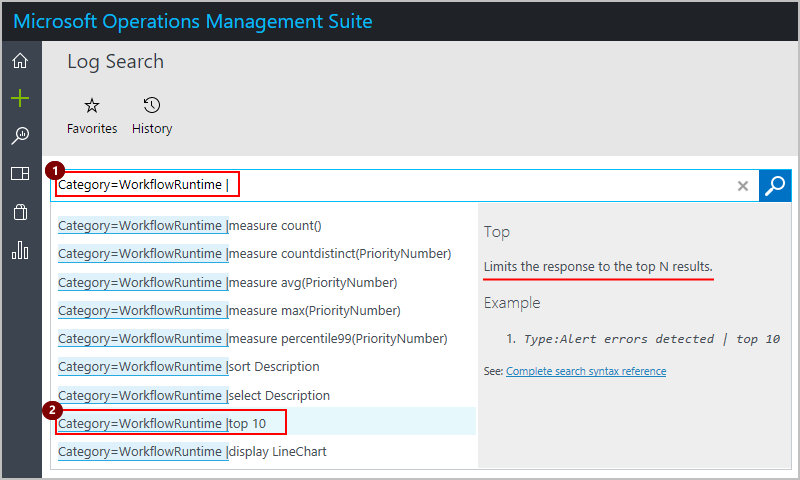 Microsoft Operations Management Suite
Log Search
Favorites
History
1
Category=WorkflowRuntime |
Category=WorkflowRuntime |measure count()
Category=WorkflowRuntime |measure countdistinct(PriorityNumber)
Category=WorkflowRuntime |measure avg(PriorityNumber)
Category=WorkflowRuntime |measure max(PriorityNumber)
Category=WorkflowRuntime |measure percentile99(PriorityNumber)
Category=WorkflowRuntime |sort Description
Category=WorkflowRuntime |select Description
2
Category=WorkflowRuntime |top 10
Category=WorkflowRuntime |display LineChart
Top
Limits the response to the top N results.
Example
1. Type:Alert errors detected | top 10
See: Complete search syntax reference